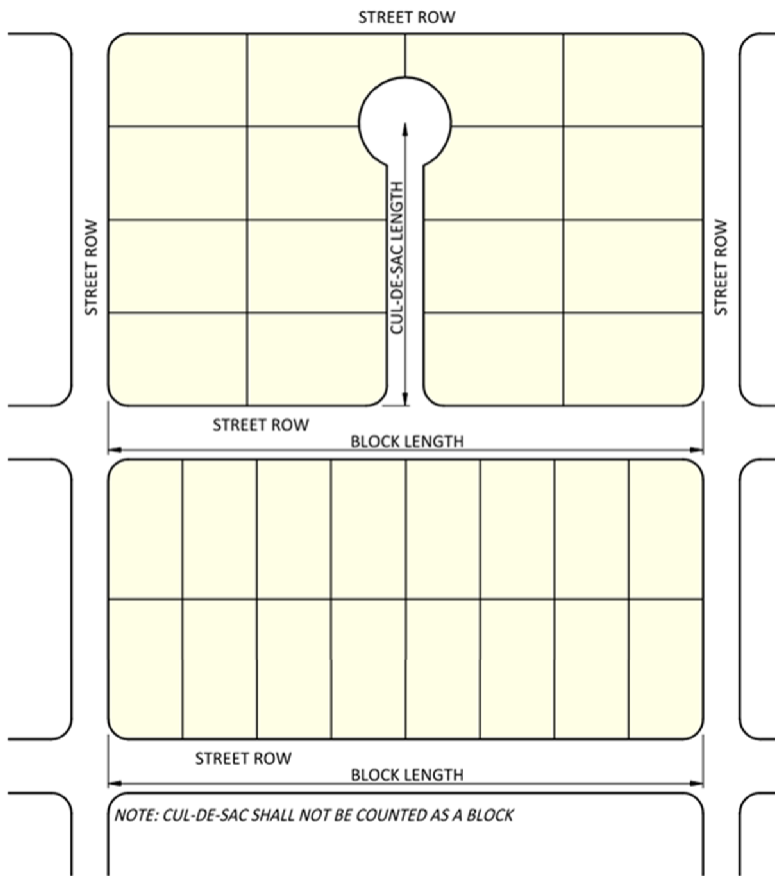 STREET ROW
CUL-DE-SAC LENGTH
STREET ROW
STREET ROW
STREET ROW
BLOCK LENGTH
STREET ROW
BLOCK LENGTH
NOTE: CUL-DE-SAC SHALL NOT BE COUNTED AS A BLOCK